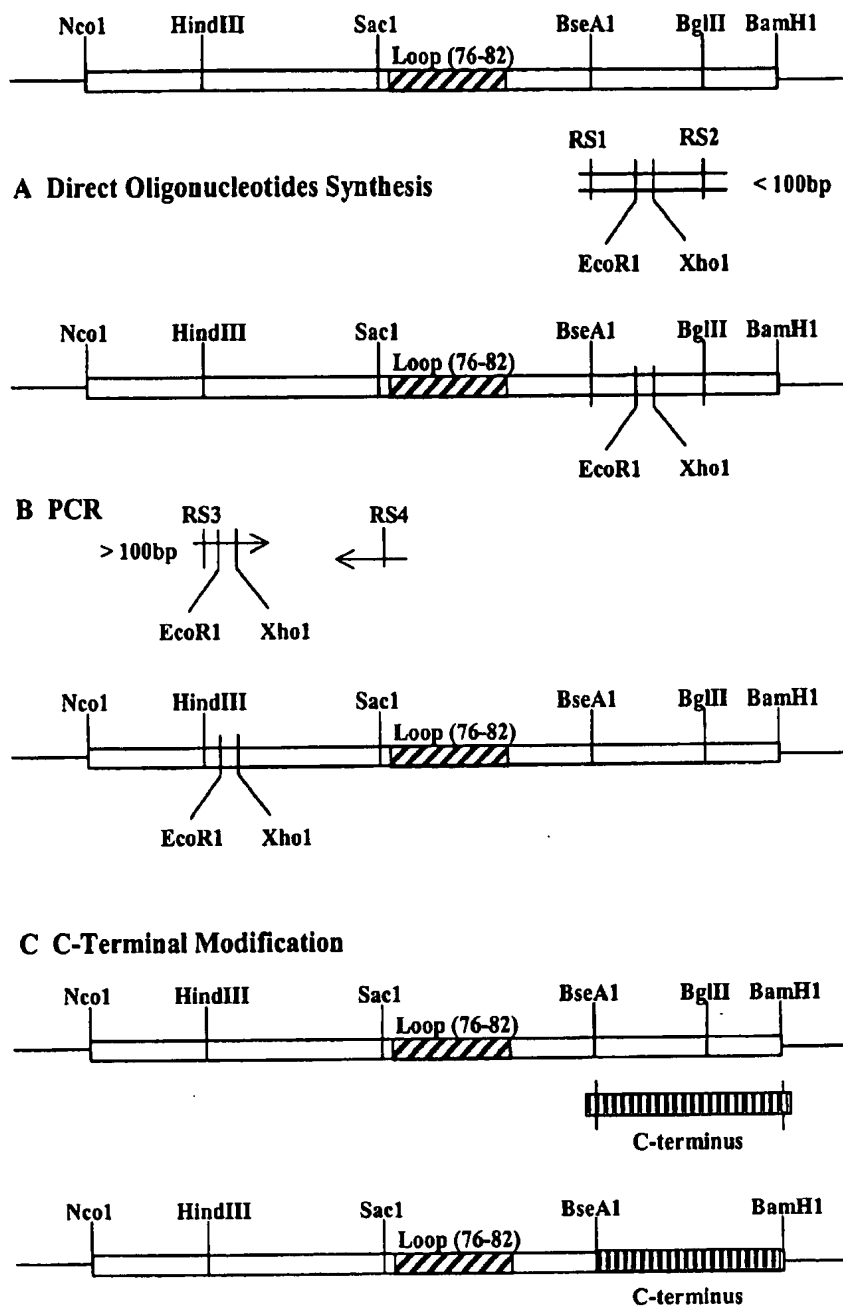 Nco1 HindIII Sac1 BseA1 BglII BamH1
Loop (76-82)
RS1 RS2
A Direct Oligonucleotides Synthesis < 100bp
EcoR1 Xho1
Nco1 HindIII Sac1 BseA1 BglII BamH1
Loop (76-82)
EcoR1 Xho1
B PCR
RS3 RS4
> 100bp
EcoR1 Xho1
Nco1 HindIII Sac1 BseA1 BglII BamH1
Loop (76-82)
EcoR1 Xho1
C C-Terminal Modification
Nco1 HindIII Sac1 BseA1 BglII BamH1
Loop (76-82)
C-terminus
Nco1 HindIII Sac1 BseA1 BamH1
Loop (76-82)
C-terminus